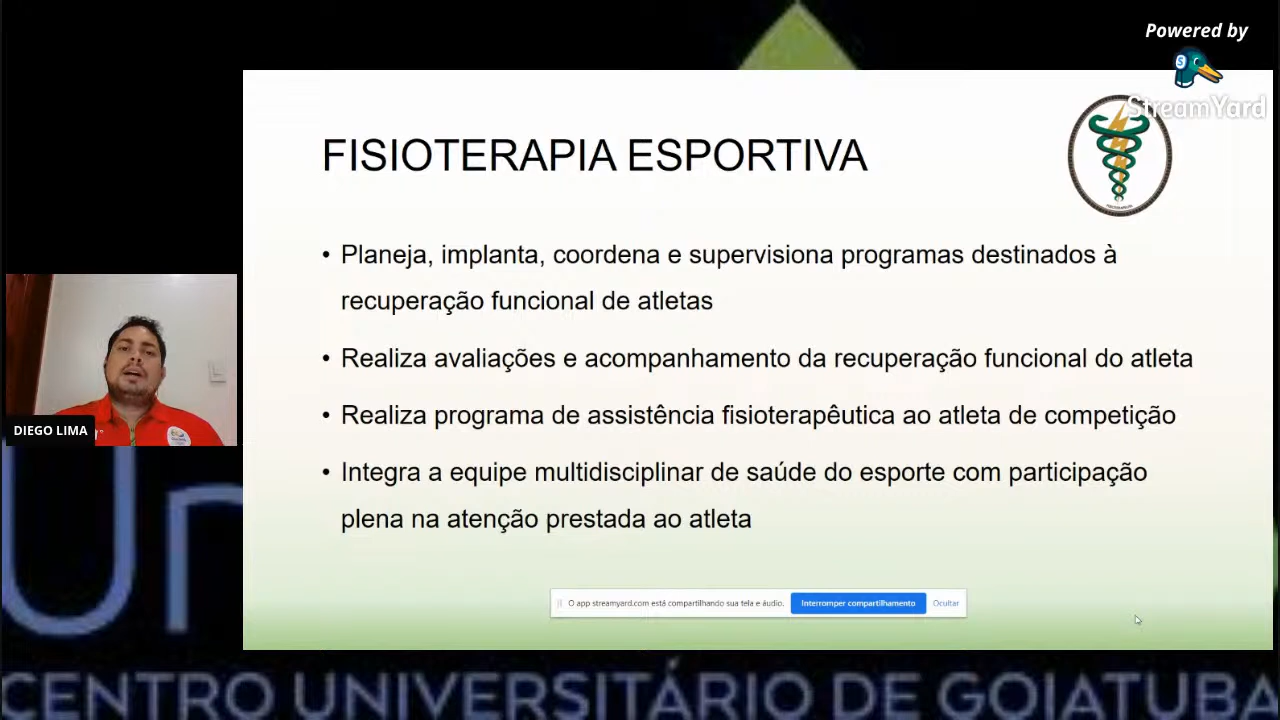 Powered by
StreamYard
FISIOTERAPIA ESPORTIVA
• Planeja, implanta, coordena e supervisiona programas destinados à
recuperação funcional de atletas
• Realiza avaliações e acompanhamento da recuperação funcional do atleta
• Realiza programa de assistência fisioterapêutica ao atleta de competição
• Integra a equipe multidisciplinar de saúde do esporte com participação
plena na atenção prestada ao atleta
DIEGO LIMA
O app streamyard.com está compartilhando sua tela e áudio.
Interromper compartilhamento
Ocultar
Un
CENTRO UNIVERSITÁRIO DE GOIATUBA